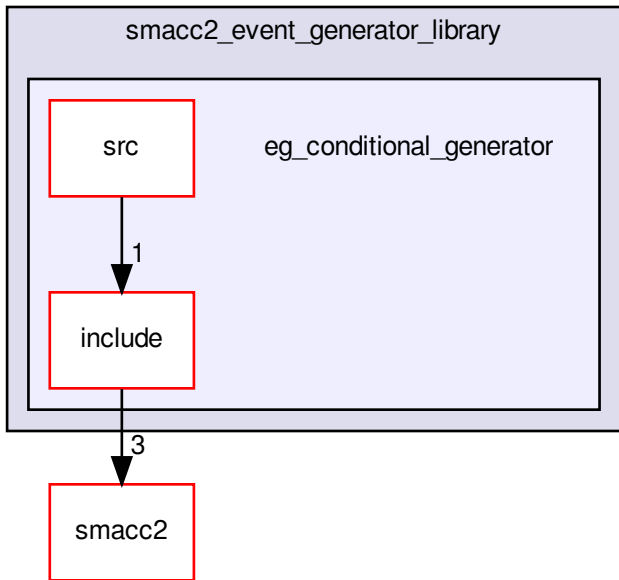 smacc2_event_generator_library
src
eg_conditional_generator
1
include
3
smacc2